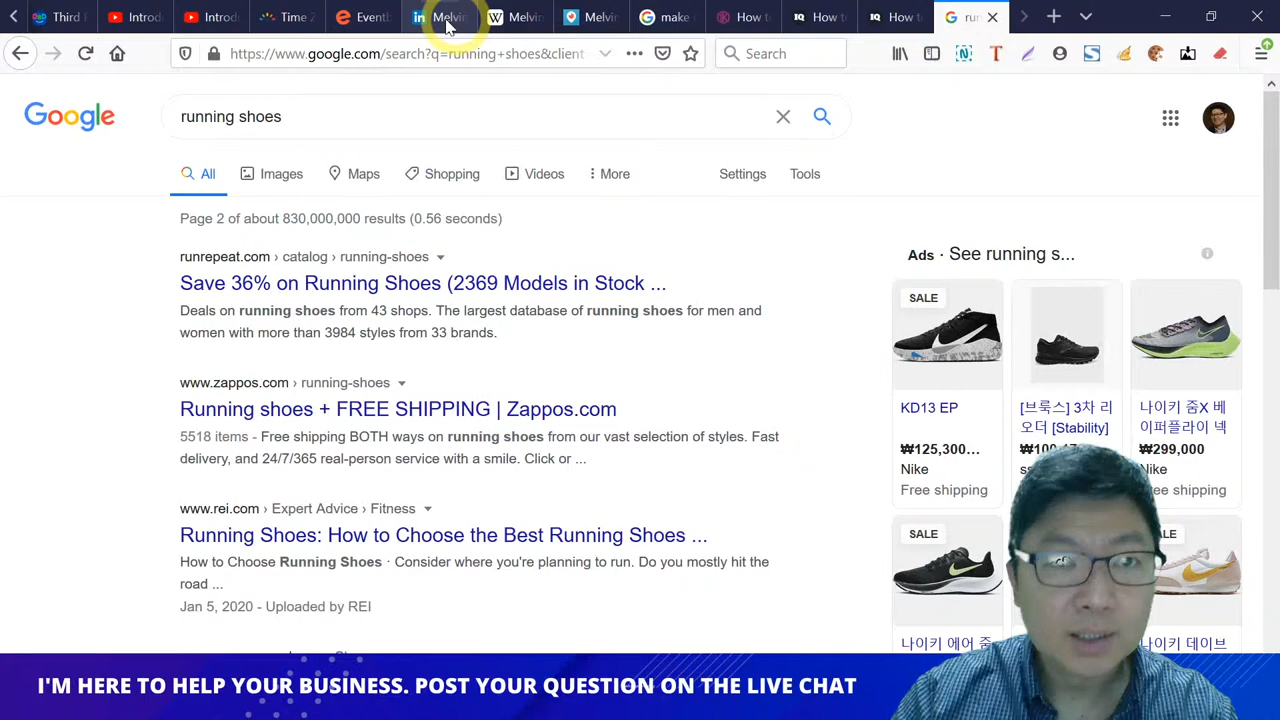 Third
Introd
Introd
Time Z
Eventb
Melvin
Melvin
Melvin
make
How to
How to
How to
run
https://www.google.com/search?q=running+shoes&client
Search
Google
running shoes
All
Images
Maps
Shopping
Videos
More
Settings
Tools
Page 2 of about 830,000,000 results (0.56 seconds)
runrepeat.com › catalog › running-shoes
Save 36% on Running Shoes (2369 Models in Stock ...
Deals on running shoes from 43 shops. The largest database of running shoes for men and
women with more than 3984 styles from 33 brands.
www.zappos.com › running-shoes
Running shoes + FREE SHIPPING | Zappos.com
5518 items - Free shipping BOTH ways on running shoes from our vast selection of styles. Fast
delivery, and 24/7/365 real-person service with a smile. Click or ...
www.rei.com › Expert Advice › Fitness
Running Shoes: How to Choose the Best Running Shoes ...
How to Choose Running Shoes · Consider where you're planning to run. Do you mostly hit the
road ...
Jan 5, 2020 - Uploaded by REI
Ads · See running s...
SALE
KD13 EP
₩125,300...
Nike
Free shipping
[브룩스] 3차 리
오더 [Stability]
나이키 줌X 베
이퍼플라이 넥
₩299,000
Nike
Free shipping
SALE
나이키 에어 줌
나이키 데이브
I'M HERE TO HELP YOUR BUSINESS. POST YOUR QUESTION ON THE LIVE CHAT